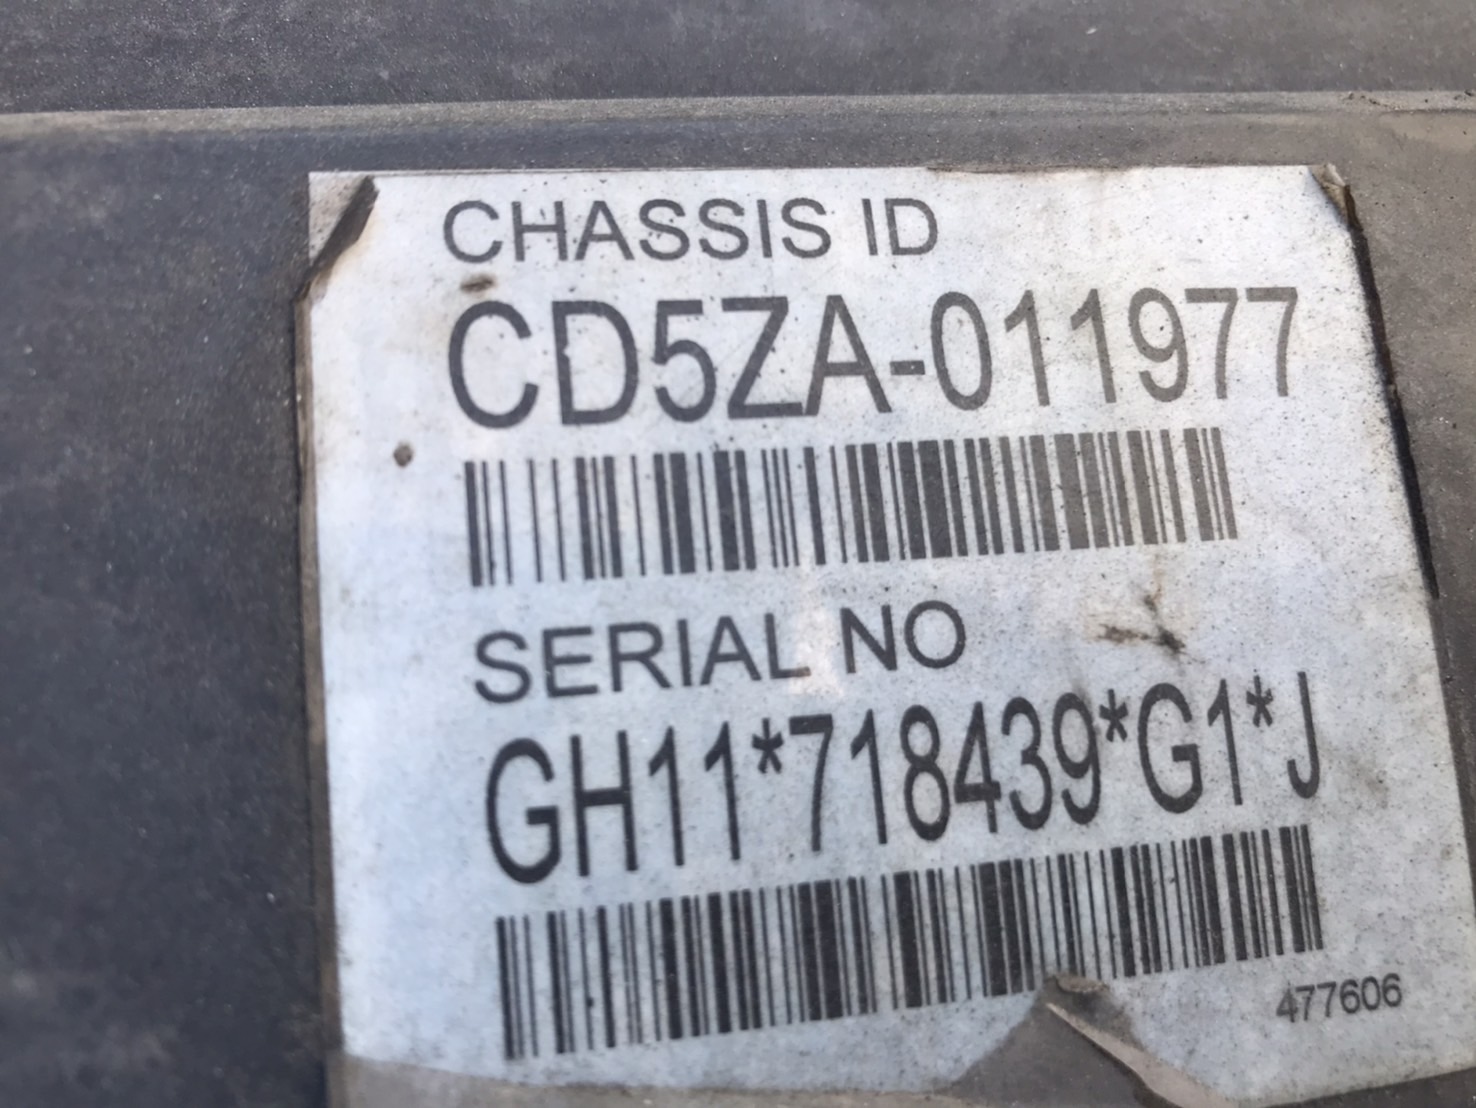 CHASSIS ID
CD5ZA-011977
SERIAL NO
GH11*718439*G1*J
477606